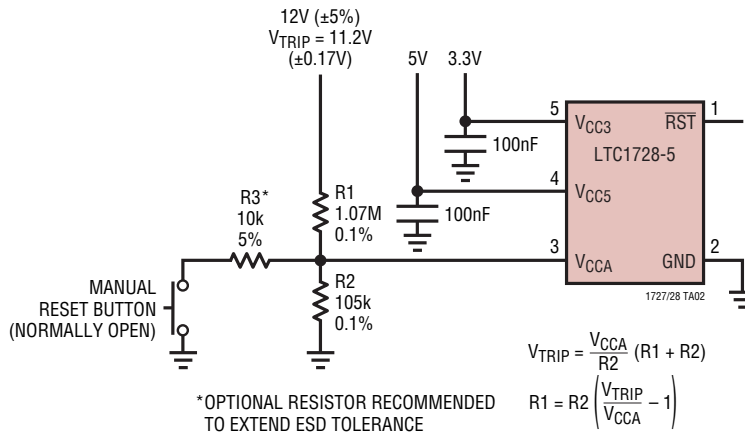 12V (±5%)
VTRIP = 11.2V
(±0.17V)
5V
3.3V
5
VCC3
RST
1
100nF
LTC1728-5
4
VCC5
R3*
10k
5%
R1
1.07M
0.1%
100nF
3
VCCA
GND
2
MANUAL
RESET BUTTON
(NORMALLY OPEN)
R2
105k
0.1%
1727/28 TA02
VTRIP = VCCA/R2 (R1 + R2)
*OPTIONAL RESISTOR RECOMMENDED
TO EXTEND ESD TOLERANCE
R1 = R2 (VTRIP/VCCA – 1)